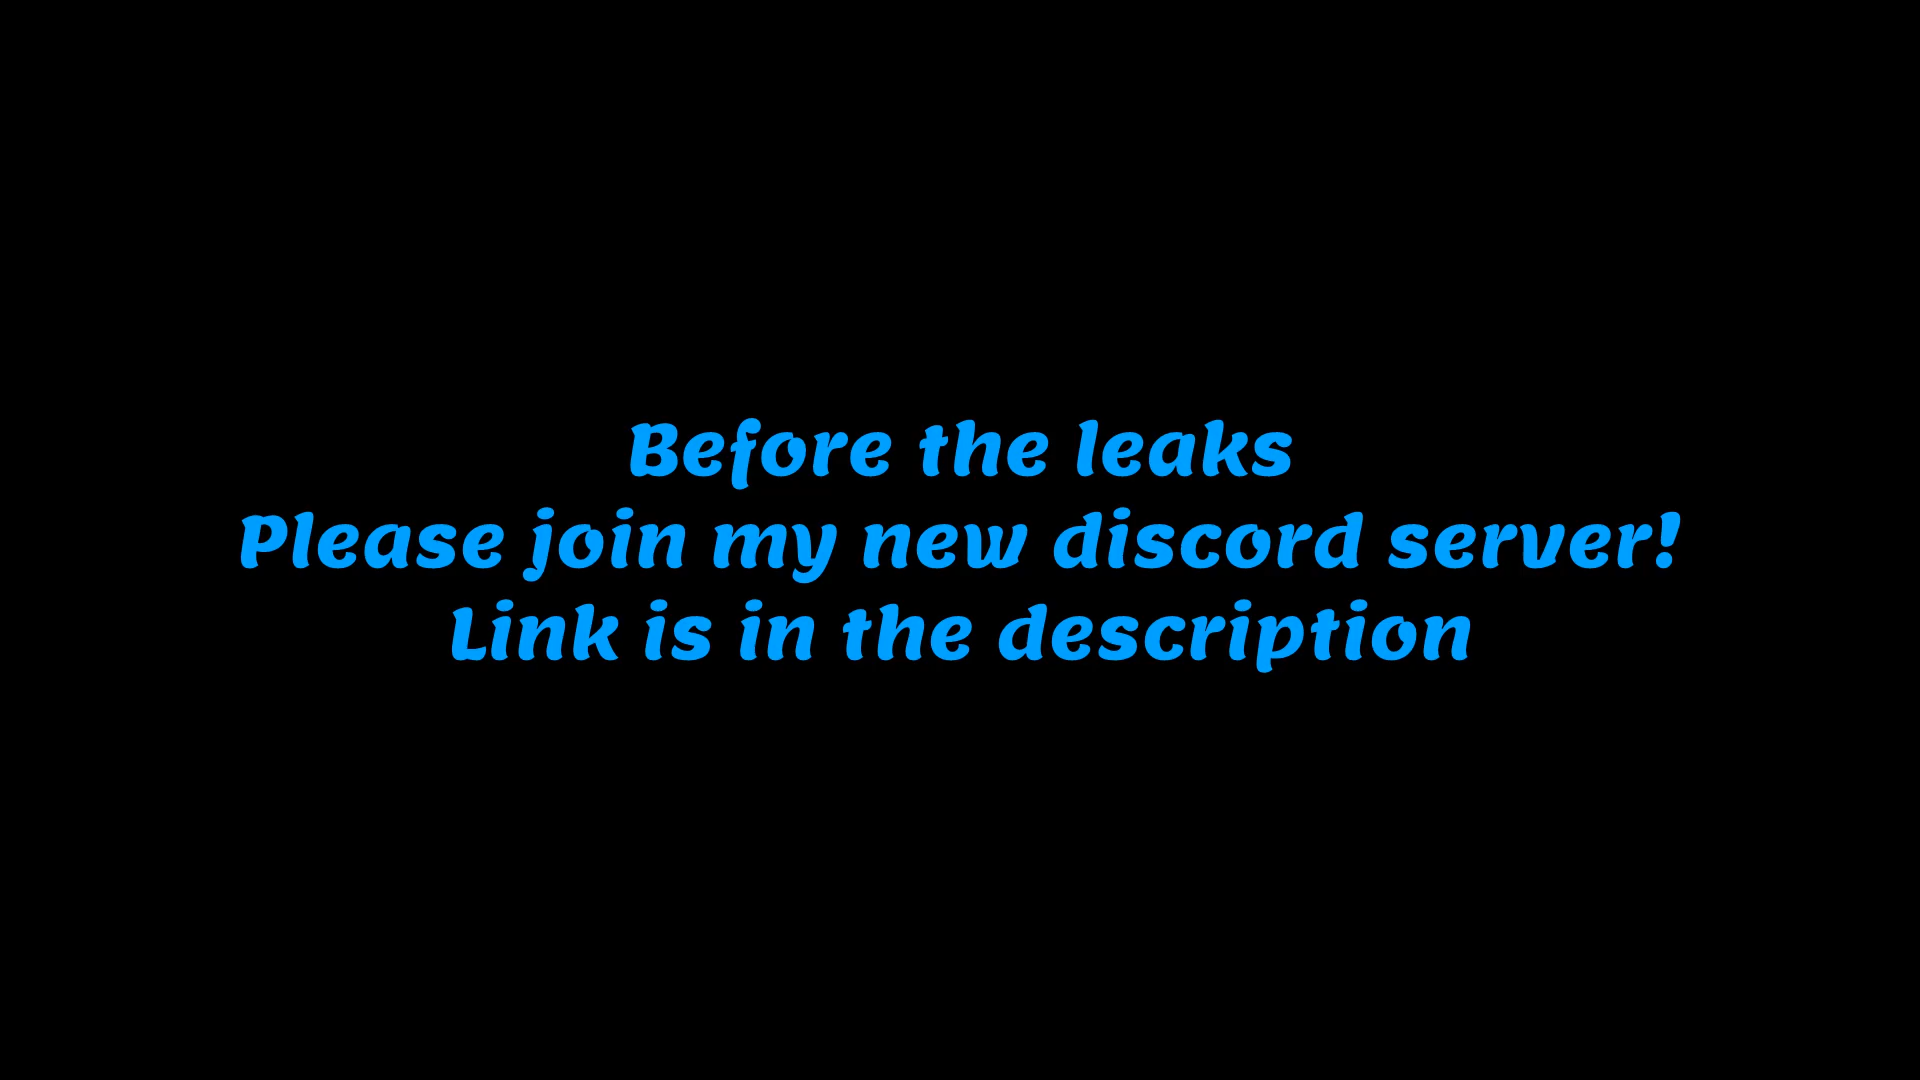 Before the leaks
Please join my new discord server!
Link is in the description